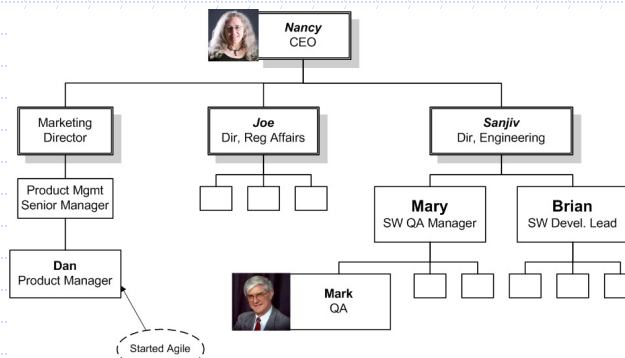 Nancy
CEO
Marketing
Director
Joe
Dir, Reg Affairs
Sanjiv
Dir, Engineering
Product Mgmt
Senior Manager
Mary
SW QA Manager
Brian
SW Devel. Lead
Dan
Product Manager
Mark
QA
Started Agile